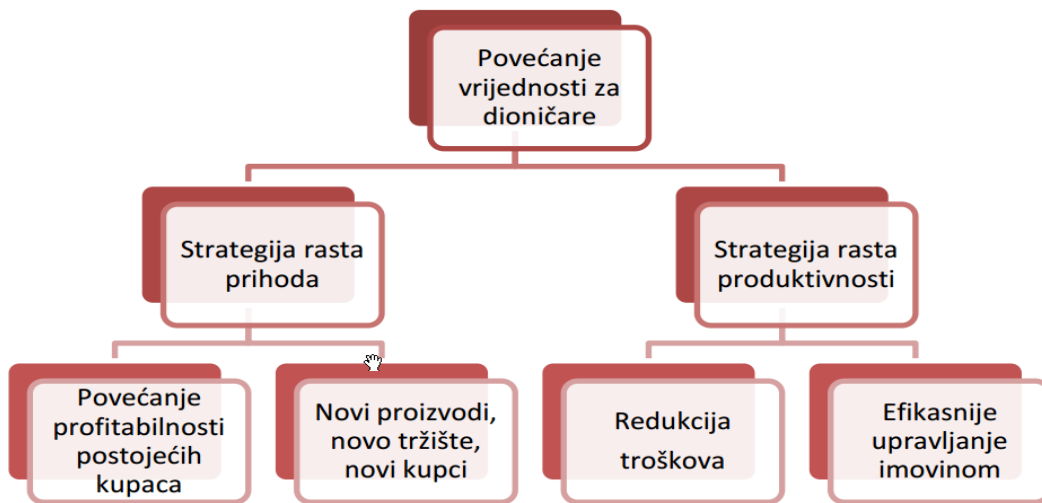 Povećanje
vrijednosti za
dioničare
Strategija rasta
prihoda
Strategija rasta
produktivnosti
Povećanje
profitabilnosti
postojećih
kupaca
Novi proizvodi,
novo tržište,
novi kupci
Redukcija
troškova
Efikasnije
upravljanje
imovinom